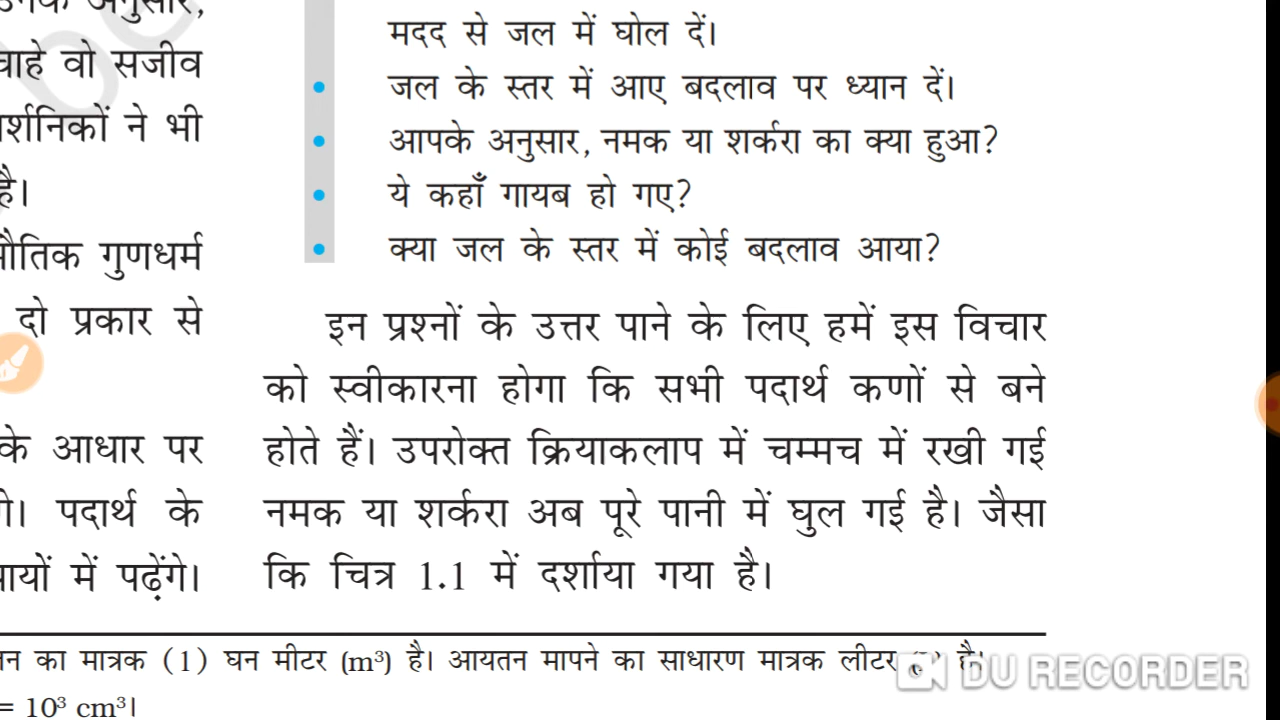 अनुसार,
वाहे वो सजीव
र्शनिकों ने भी
है।
भौतिक गुणधर्म
दो प्रकार से
के आधार पर
पदार्थ के
में पढ़ेंगे।
मदद से जल में घोल दें।
• जल के स्तर में आए बदलाव पर ध्यान दें।
• आपके अनुसार, नमक या शर्करा का क्या हुआ?
• ये कहाँ गायब हो गए?
• क्या जल के स्तर में कोई बदलाव आया?
इन प्रश्नों के उत्तर पाने के लिए हमें इस विचार
को स्वीकारना होगा कि सभी पदार्थ कणों से बने
होते हैं। उपरोक्त क्रियाकलाप में चम्मच में रखी गई
नमक या शर्करा अब पूरे पानी में घुल गई है। जैसा
कि चित्र 1.1 में दर्शाया गया है।
का मात्रक (1) घन मीटर (m³) है। आयतन मापने का साधारण मात्रक लीटर है।
= 10³ cm³।
DU RECORDER